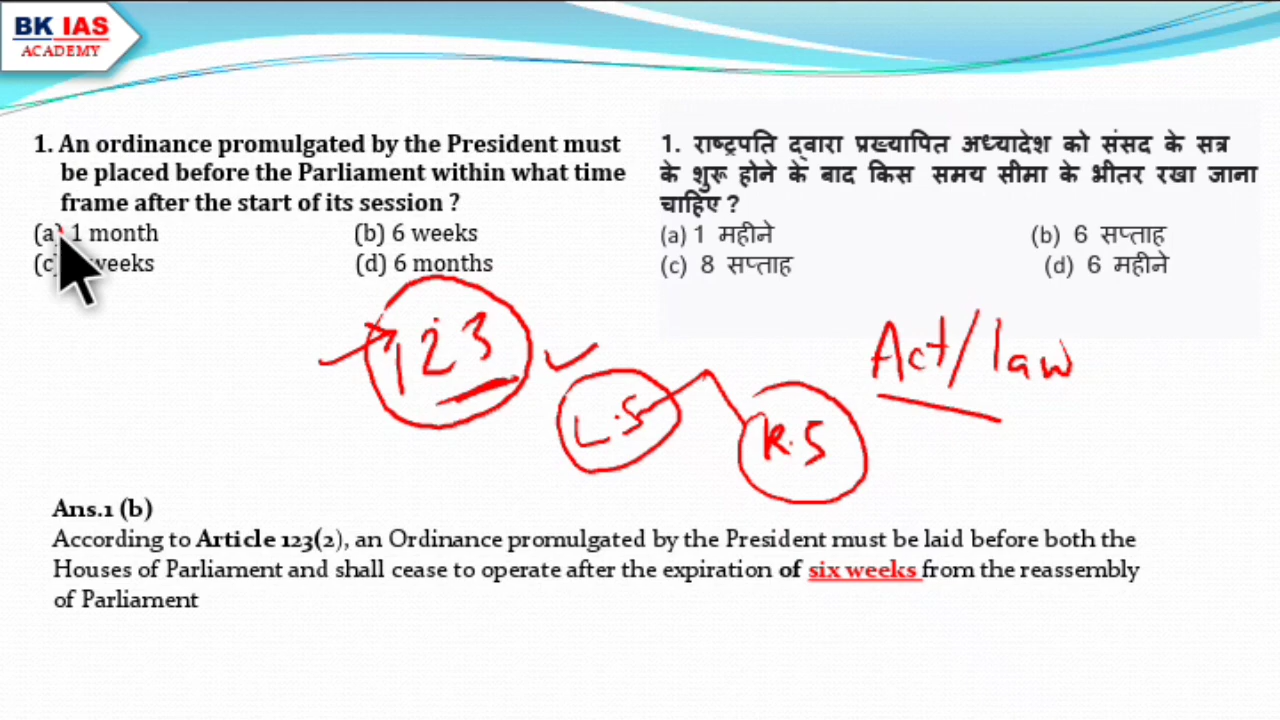 BK IAS
ACADEMY
1. An ordinance promulgated by the President must
be placed before the Parliament within what time
frame after the start of its session ?
(a) 1 month (b) 6 weeks
(c) weeks (d) 6 months
1. राष्ट्रपति द्वारा प्रख्यापित अध्यादेश को संसद के सत्र
के शुरू होने के बाद किस समय सीमा के भीतर रखा जाना
चाहिए ?
(a) 1 महीने (b) 6 सप्ताह
(c) 8 सप्ताह (d) 6 महीने
123
L.S
R.S
Act/law
Ans.1 (b)
According to Article 123(2), an Ordinance promulgated by the President must be laid before both the
Houses of Parliament and shall cease to operate after the expiration of six weeks from the reassembly
of Parliament